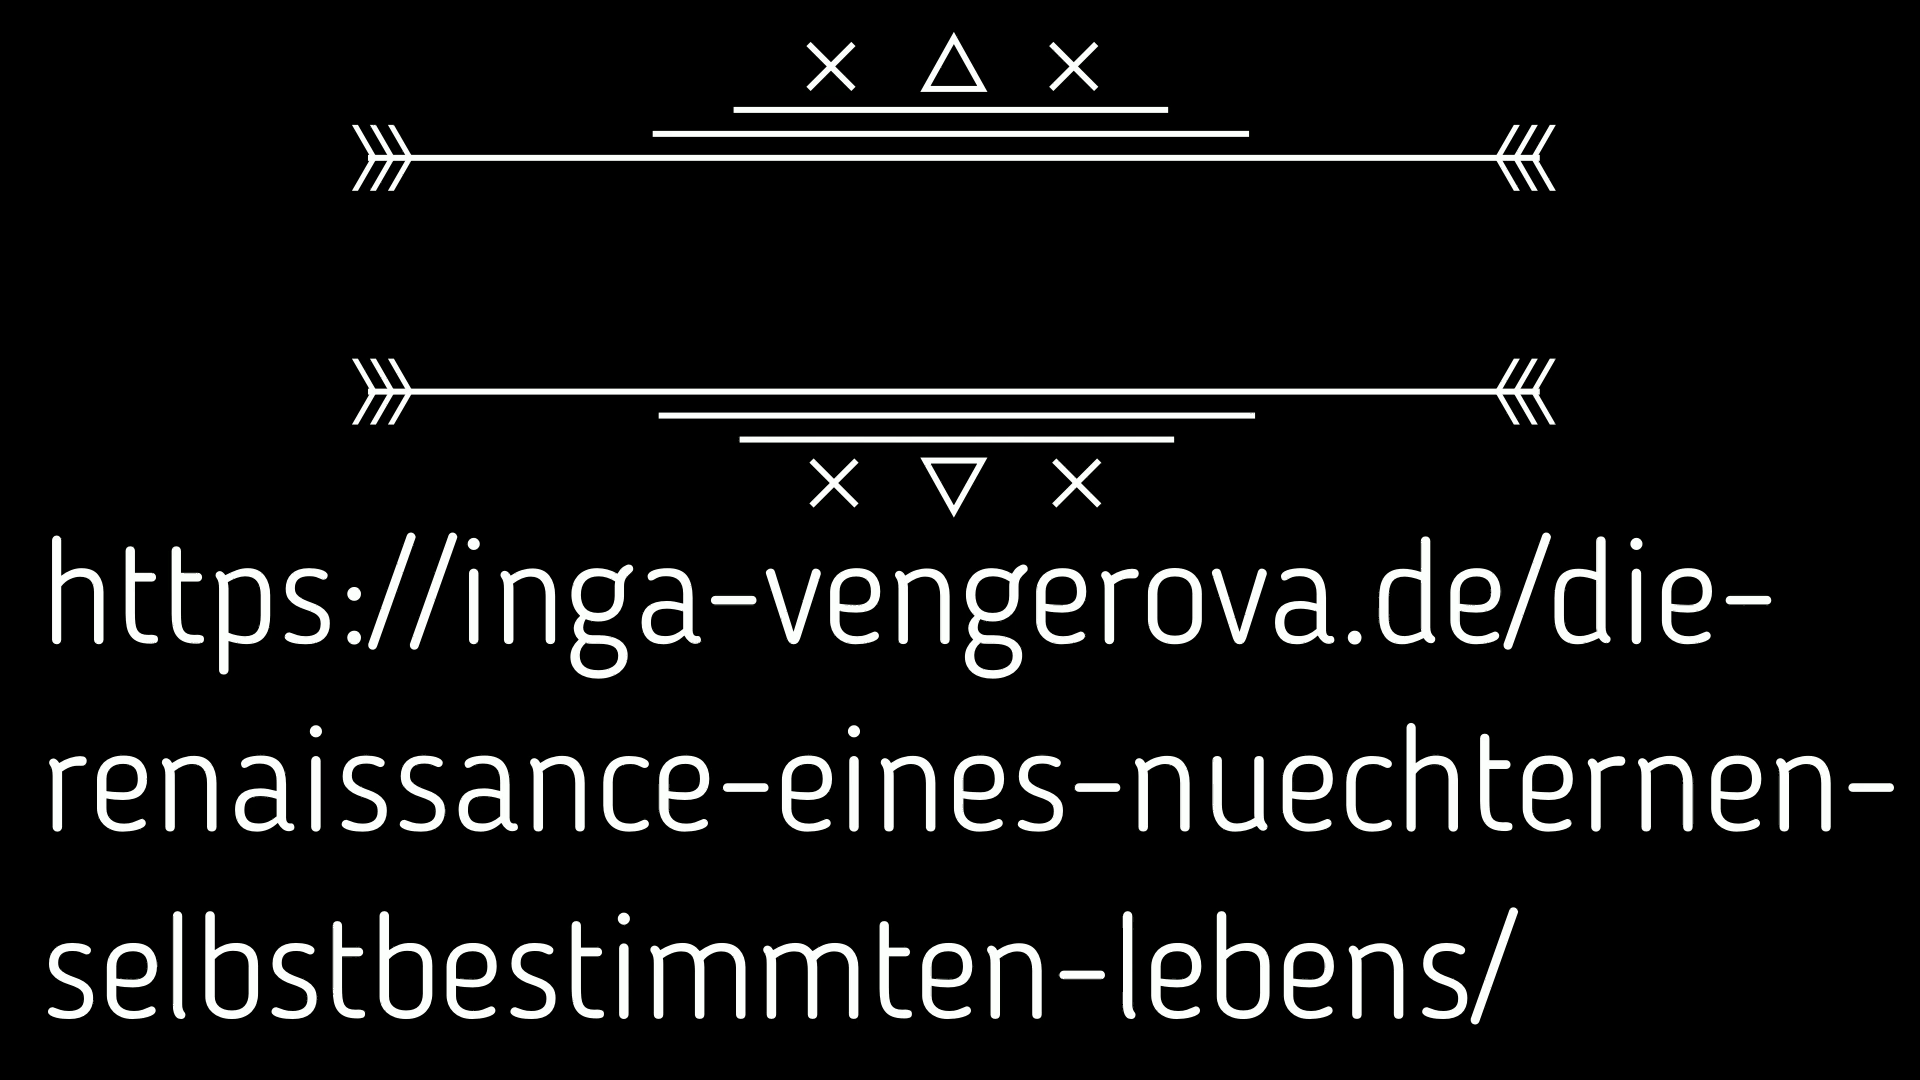 https://inga-vengerova.de/die-
renaissance-eines-nuechternen-
selbstbestimmten-lebens/